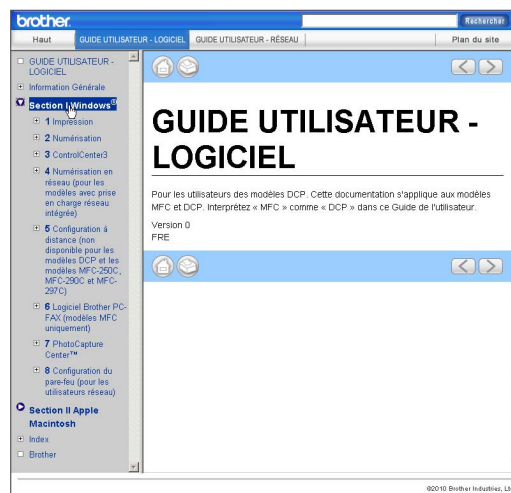 brother.
Rechercher
Haut
GUIDE UTILISATEUR - LOGICIEL
GUIDE UTILISATEUR - RÉSEAU
Plan du site
GUIDE UTILISATEUR -
LOGICIEL
Information Générale
Section I Windows®
1 Impression
2 Numérisation
3 ControlCenter3
4 Numérisation en
réseau (pour les
modèles avec prise
en charge réseau
intégrée)
5 Configuration à
distance (non
disponible pour les
modèles DCP et les
modèles MFC-250C,
MFC-290C et MFC-
297C)
6 Logiciel Brother PC-
FAX (modèles MFC
uniquement)
7 PhotoCapture
Center™
8 Configuration du
pare-feu (pour les
utilisateurs réseau)
Section II Apple
Macintosh
Index
Brother
GUIDE UTILISATEUR -
LOGICIEL
Pour les utilisateurs des modèles DCP. Cette documentation s'applique aux modèles
MFC et DCP. Interprétez « MFC » comme « DCP » dans ce Guide de l'utilisateur.
Version 0
FRE
©2010 Brother Industries, Lt